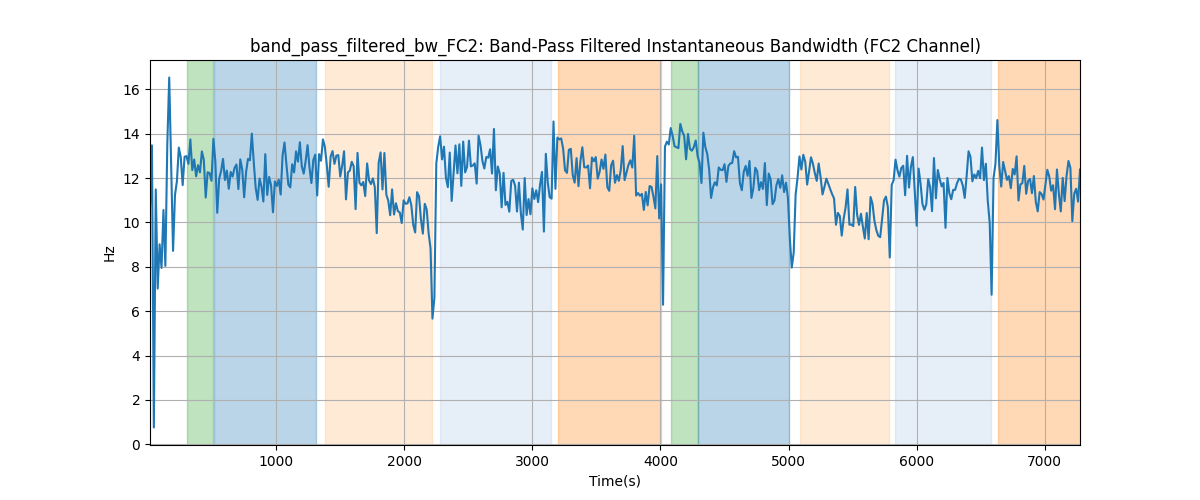 band_pass_filtered_bw_FC2: Band-Pass Filtered Instantaneous Bandwidth (FC2 Channel)
16
14
12
10
8
6
4
2
0
Hz
1000 2000 3000 4000 5000 6000 7000
Time(s)